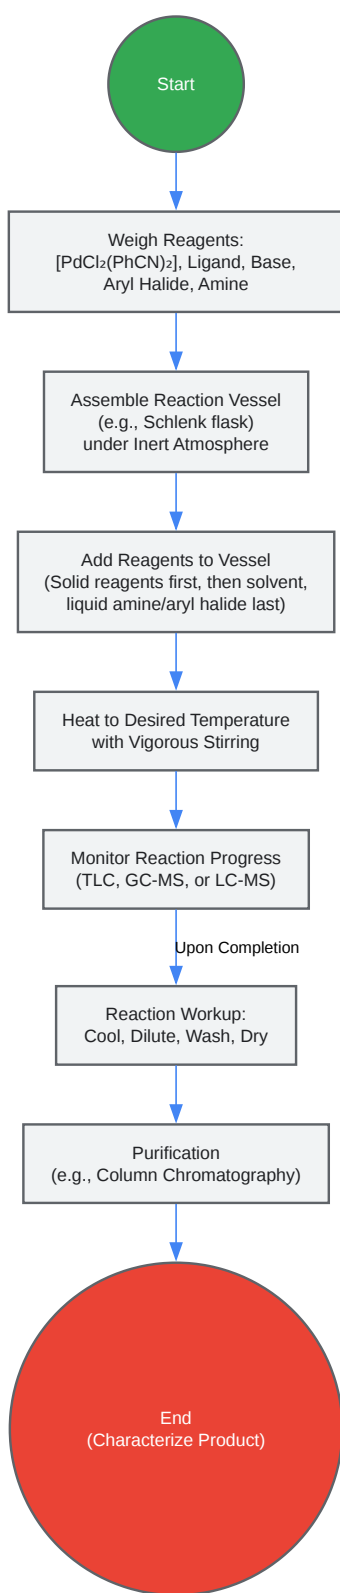 Start
Weigh Reagents:
[PdCl₂(PhCN)₂], Ligand, Base,
Aryl Halide, Amine
Assemble Reaction Vessel
(e.g., Schlenk flask)
under Inert Atmosphere
Add Reagents to Vessel
(Solid reagents first, then solvent,
liquid amine/aryl halide last)
Heat to Desired Temperature
with Vigorous Stirring
Monitor Reaction Progress
(TLC, GC-MS, or LC-MS)
Upon Completion
Reaction Workup:
Cool, Dilute, Wash, Dry
Purification
(e.g., Column Chromatography)
End
(Characterize Product)